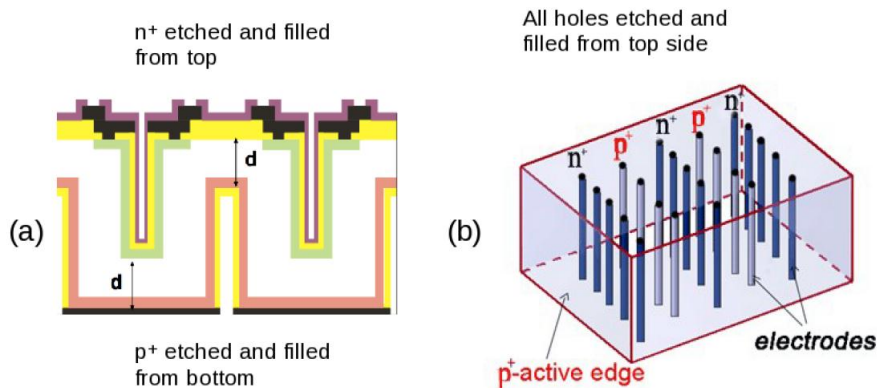 n+ etched and filled
from top
d
d
(a)
p+ etched and filled
from bottom
All holes etched and
filled from top side
n+
p+
n+
p+
n+
(b)
electrodes
p+-active edge